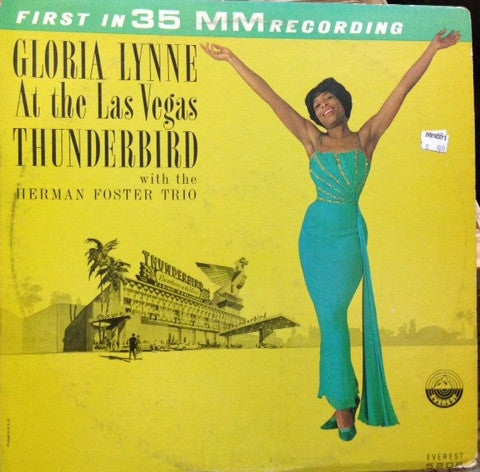 FIRST IN 35 MM RECORDING
GLORIA LYNNE
At the Las Vegas
THUNDERBIRD
with the
HERMAN FOSTER TRIO
THUNDERBIRD
EVEREST